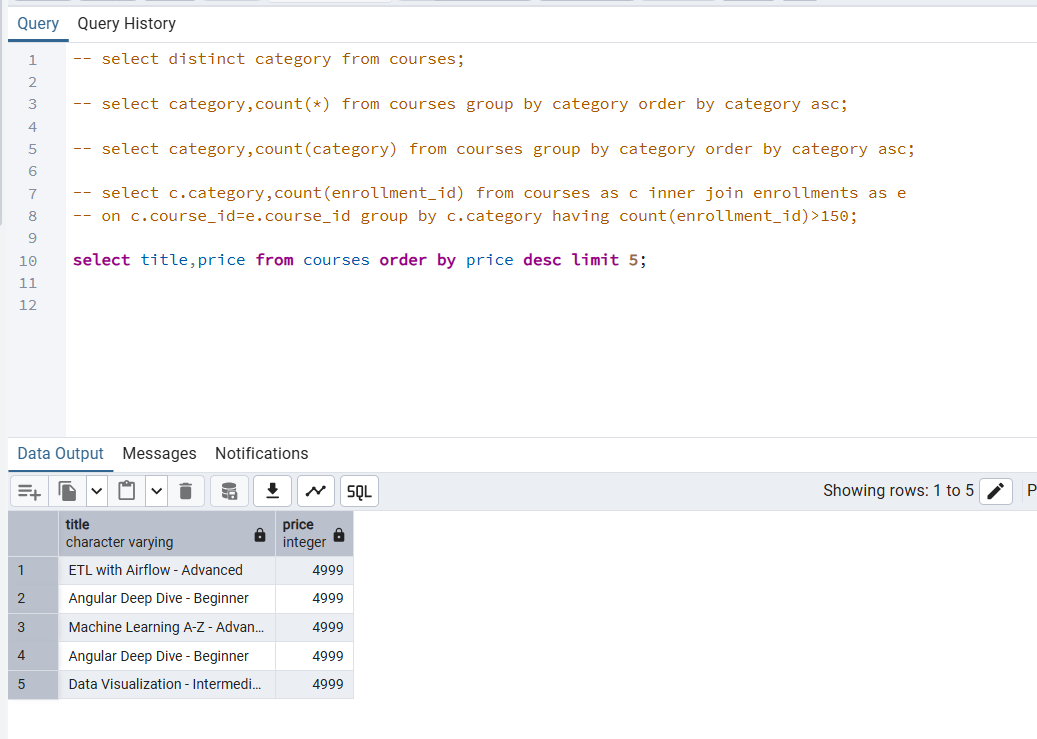 Query Query History
1 -- select distinct category from courses;
2
3 -- select category,count(*) from courses group by category order by category asc;
4
5 -- select category,count(category) from courses group by category order by category asc;
6
7 -- select c.category,count(enrollment_id) from courses as c inner join enrollments as e
8 -- on c.course_id=e.course_id group by c.category having count(enrollment_id)>150;
9
10 select title,price from courses order by price desc limit 5;
11
12
Data Output Messages Notifications
SQL Showing rows: 1 to 5 P
title price
character varying integer
1 ETL with Airflow - Advanced 4999
2 Angular Deep Dive - Beginner 4999
3 Machine Learning A-Z - Advan... 4999
4 Angular Deep Dive - Beginner 4999
5 Data Visualization - Intermedi... 4999